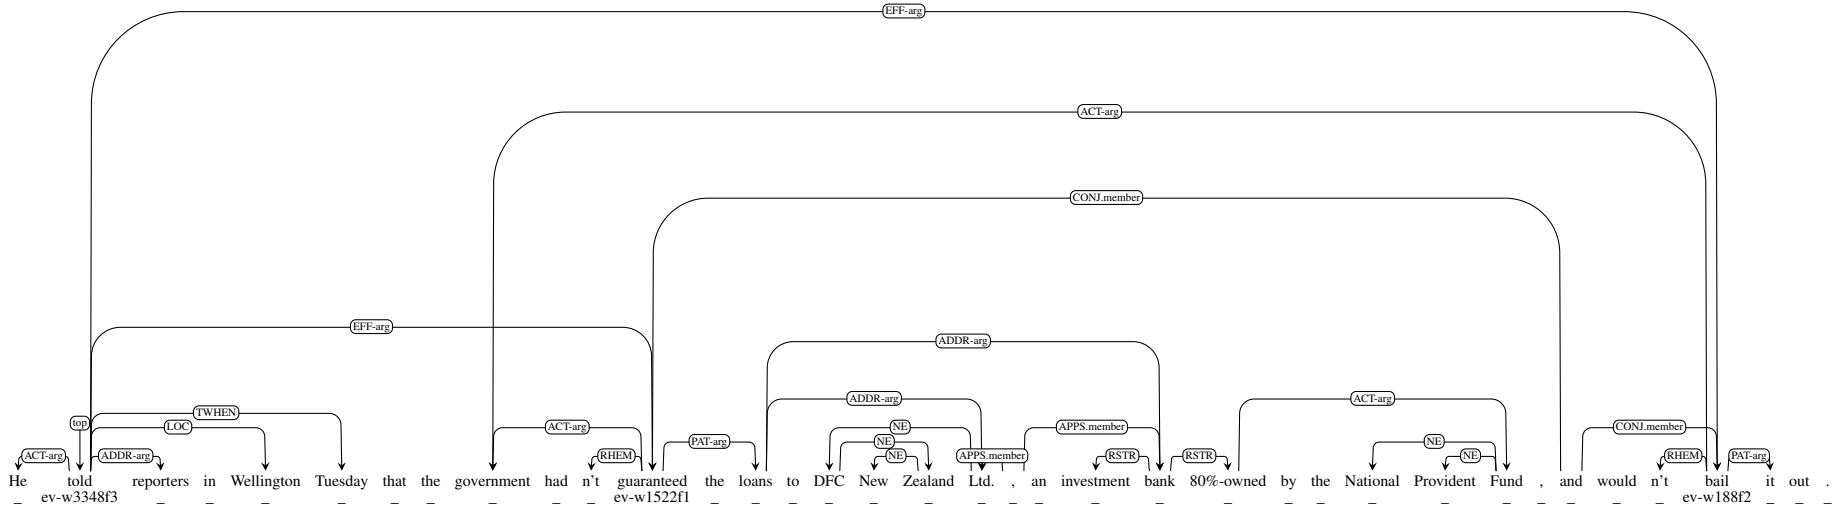 EFF-arg
ACT-arg
CONJ.member
EFF-arg
ADDR-arg
TWHEN ADDR-arg ACT-arg
top LOC ACT-arg NE APPS.member CONJ.member
PAT-arg NE NE
ACT-arg ADDR-arg RHEM NE APPS.member RSTR RSTR NE RHEM PAT-arg
He told reporters in Wellington Tuesday that the government had n't guaranteed the loans to DFC New Zealand Ltd. , an investment bank 80%-owned by the National Provident Fund , and would n't bail it out .
_ ev-w3348f3 _ _ _ _ _ _ _ _ _ ev-w1522f1 _ _ _ _ _ _ _ _ _ _ _ _ _ _ _ _ _ _ _ _ _ ev-w188f2 _ _ _